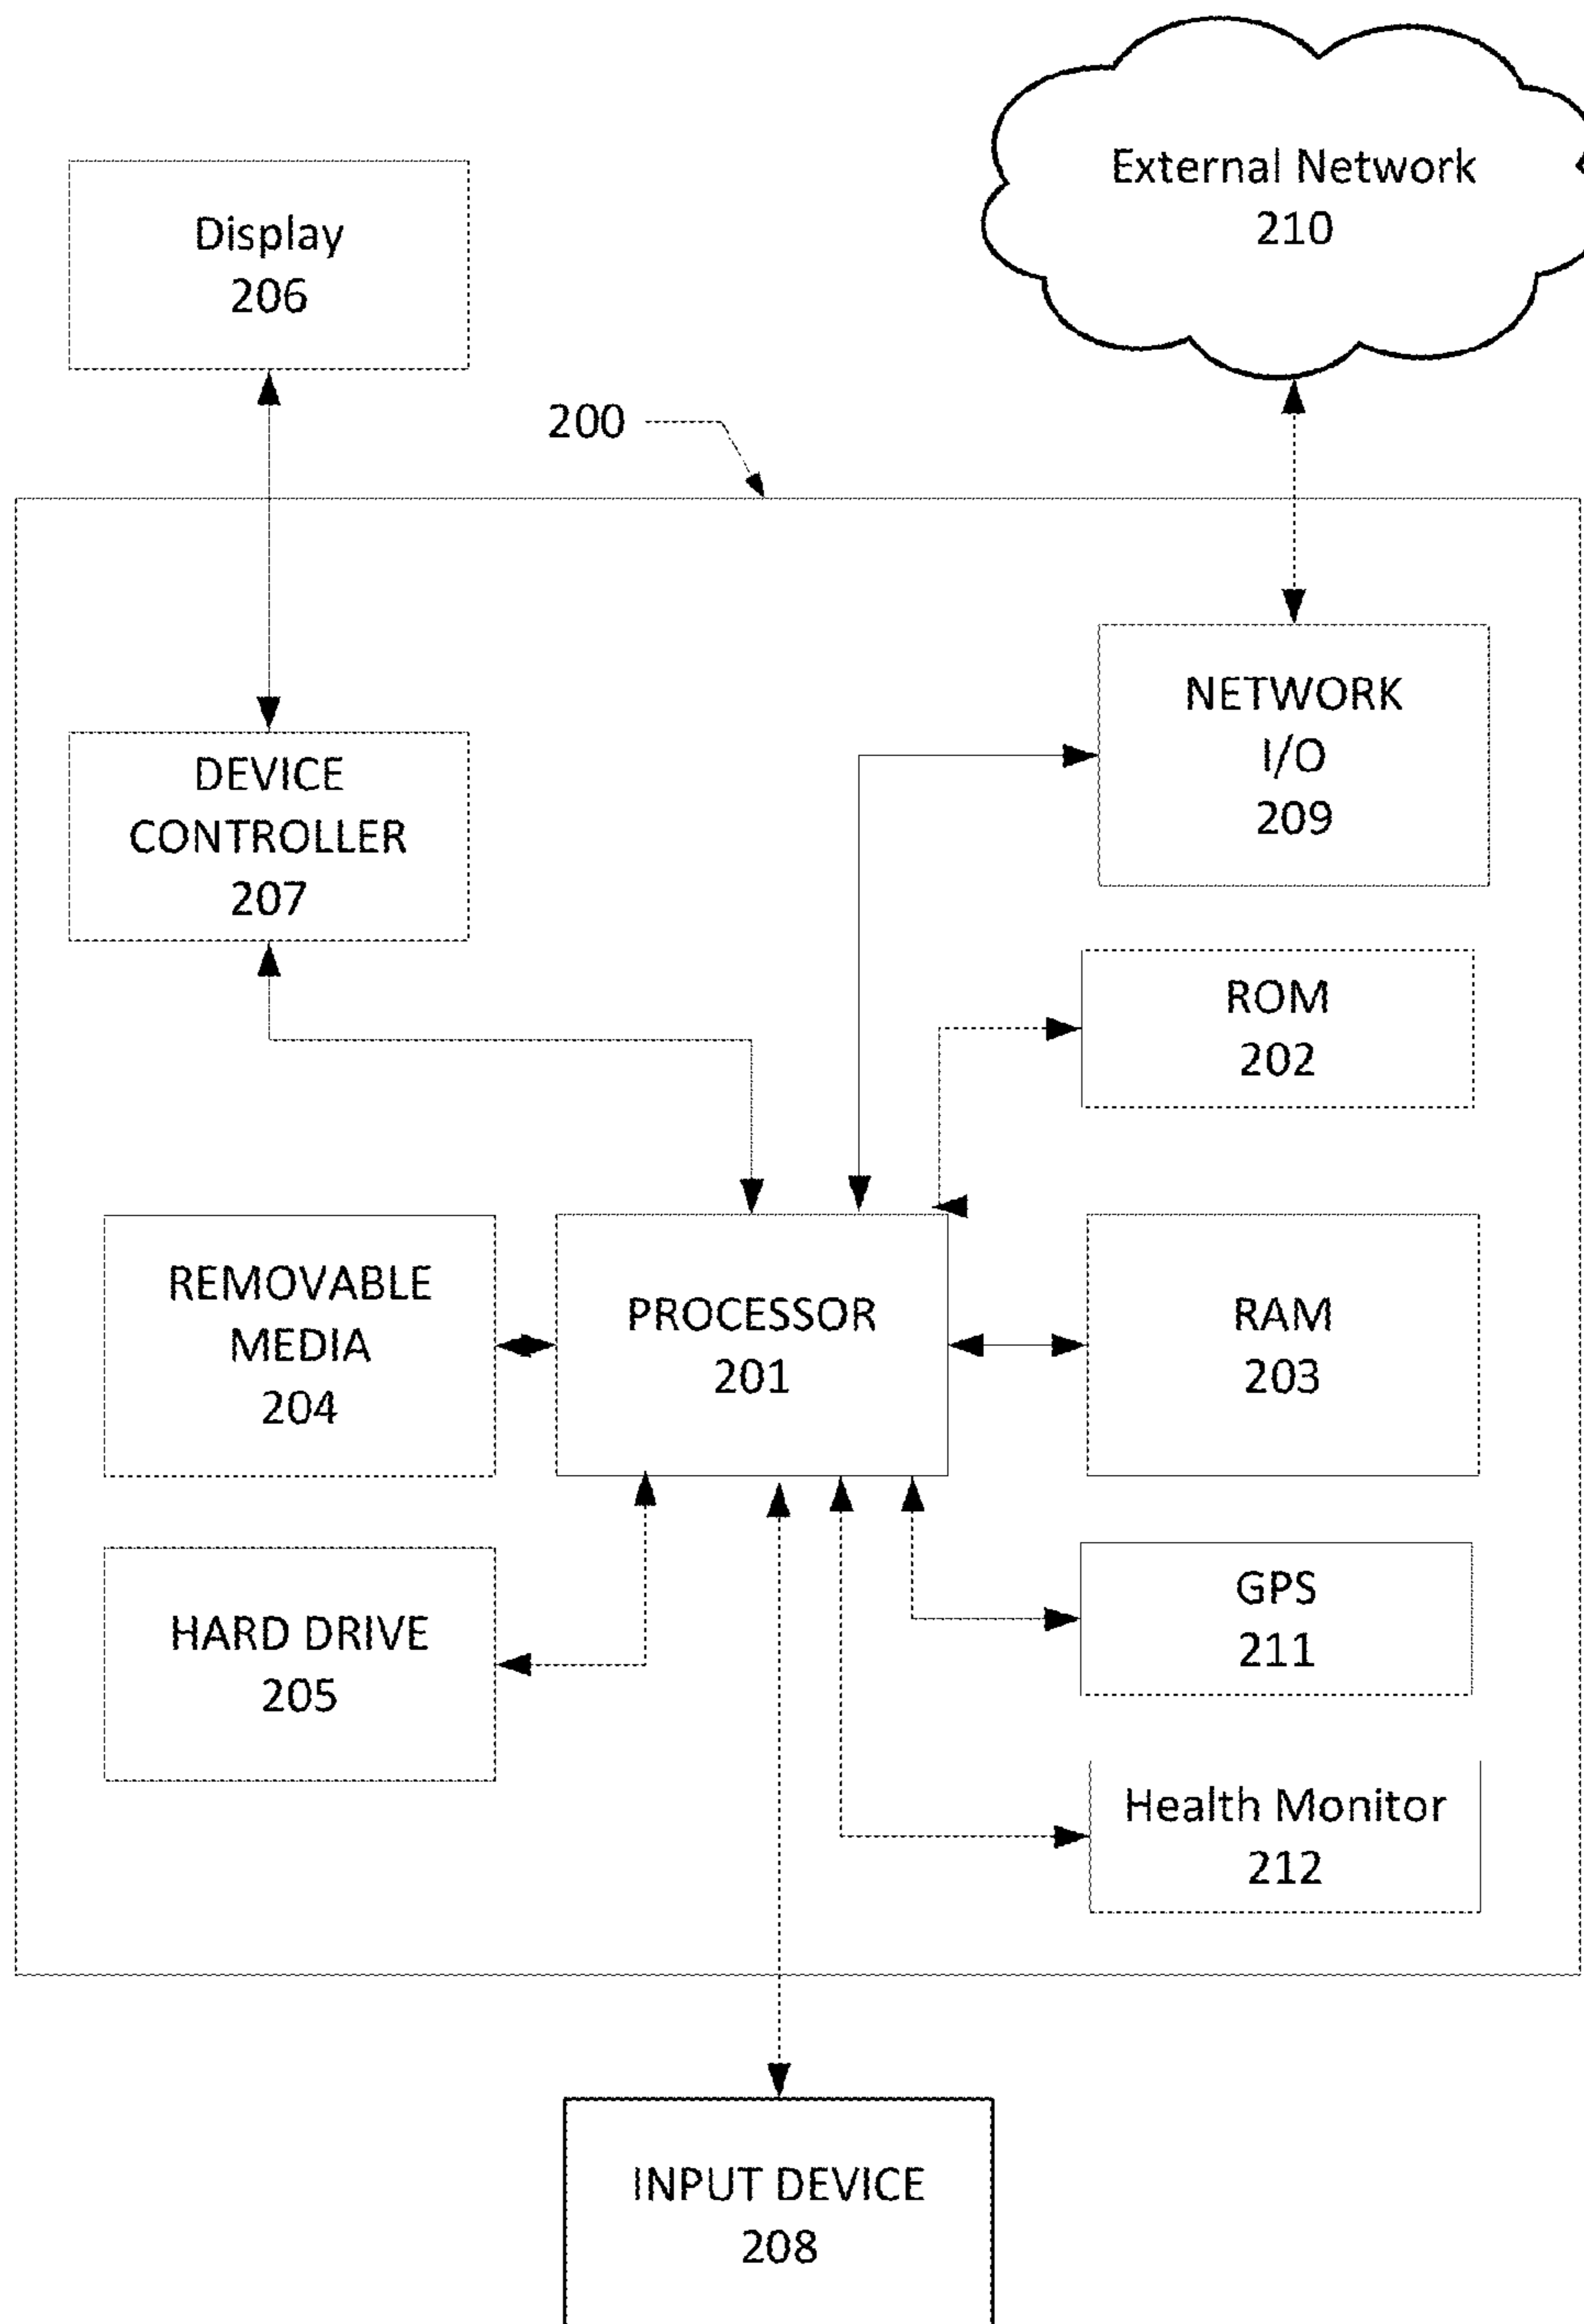 External Network
210
Display
206
200
NETWORK
I/O
209
DEVICE
CONTROLLER
207
ROM
202
REMOVABLE
MEDIA
204
PROCESSOR
201
RAM
203
HARD DRIVE
205
GPS
211
Health Monitor
212
INPUT DEVICE
208